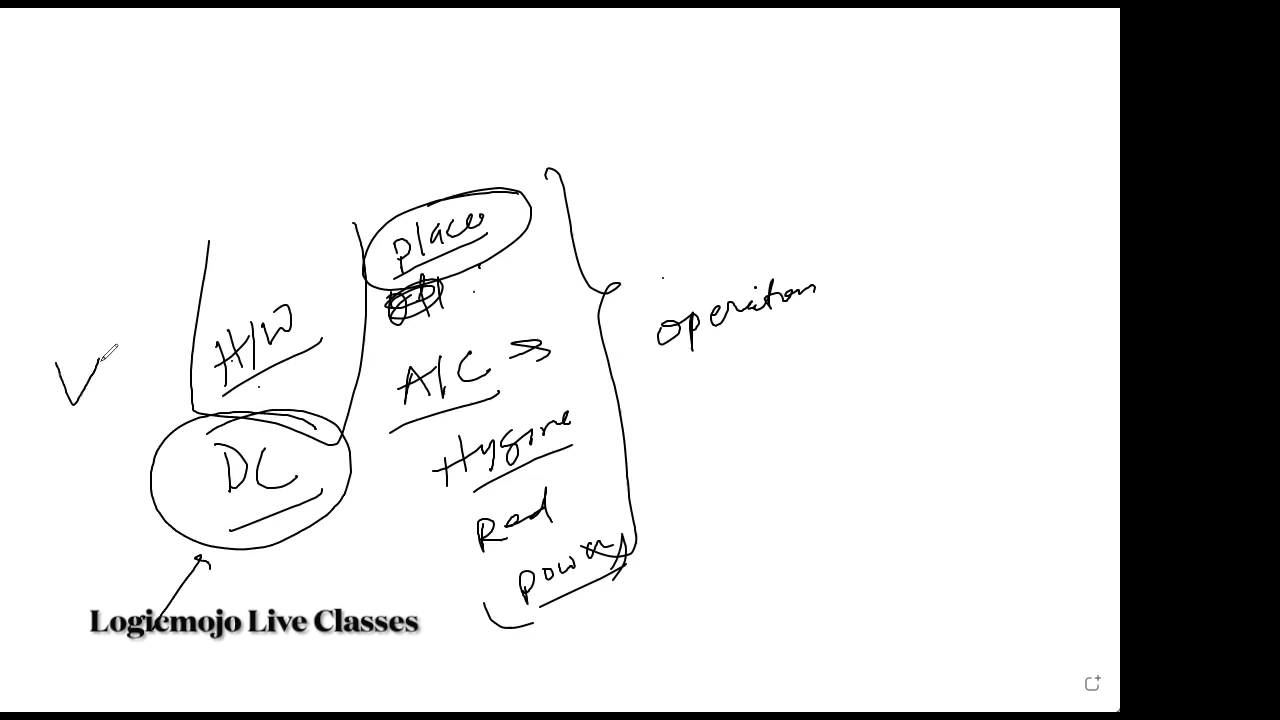 place
H/W
A/C
Hygine
DC
Red
power
operation
Logicmojo Live Classes